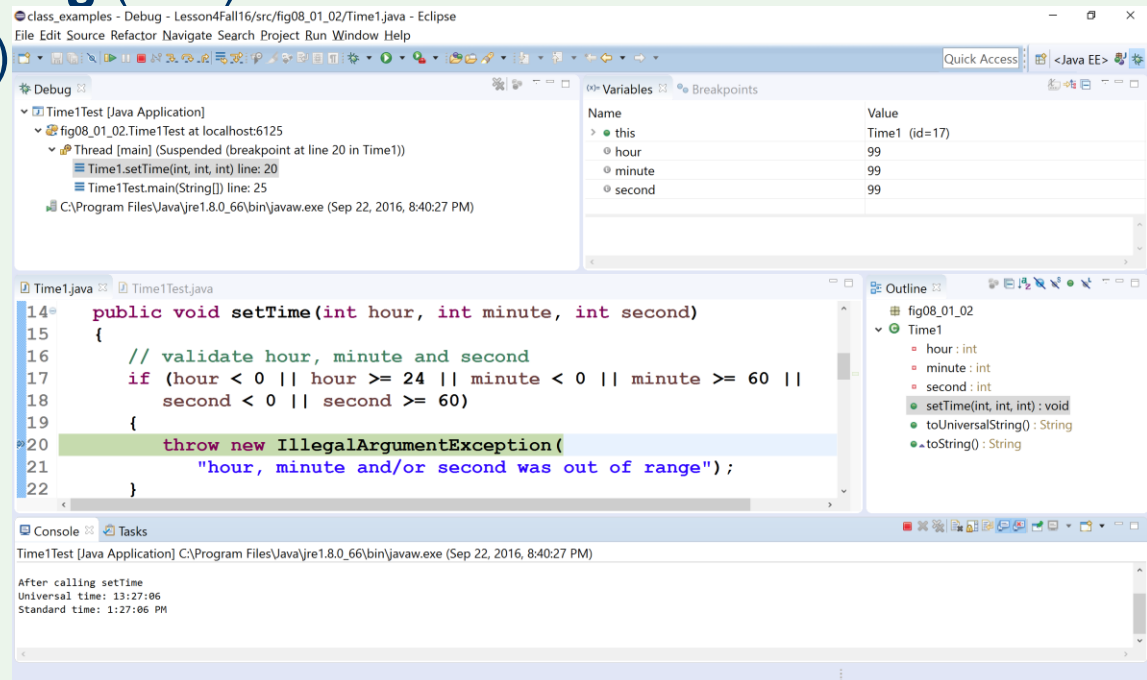 class_examples - Debug - Lesson4Fall16/src/fig08_01_02/Time1.java - Eclipse
File Edit Source Refactor Navigate Search Project Run Window Help
Quick Access
<Java EE>
Debug
Time1Test [Java Application]
fig08_01_02.Time1Test at localhost:6125
Thread [main] (Suspended (breakpoint at line 20 in Time1))
Time1.setTime(int, int, int) line: 20
Time1Test.main(String[]) line: 25
C:\Program Files\Java\jre1.8.0_66\bin\javaw.exe (Sep 22, 2016, 8:40:27 PM)
(x)= Variables Breakpoints
Name Value
this Time1 (id=17)
hour 99
minute 99
second 99
Time1.java Time1Test.java
14 public void setTime(int hour, int minute, int second)
15 {
16 // validate hour, minute and second
17 if (hour < 0 || hour >= 24 || minute < 0 || minute >= 60 ||
18 second < 0 || second >= 60)
19 {
20 throw new IllegalArgumentException(
21 "hour, minute and/or second was out of range");
22 }
Outline
fig08_01_02
Time1
hour : int
minute : int
second : int
setTime(int, int, int) : void
toUniversalString() : String
toString() : String
Console Tasks
Time1Test [Java Application] C:\Program Files\Java\jre1.8.0_66\bin\javaw.exe (Sep 22, 2016, 8:40:27 PM)
After calling setTime
Universal time: 13:27:06
Standard time: 1:27:06 PM